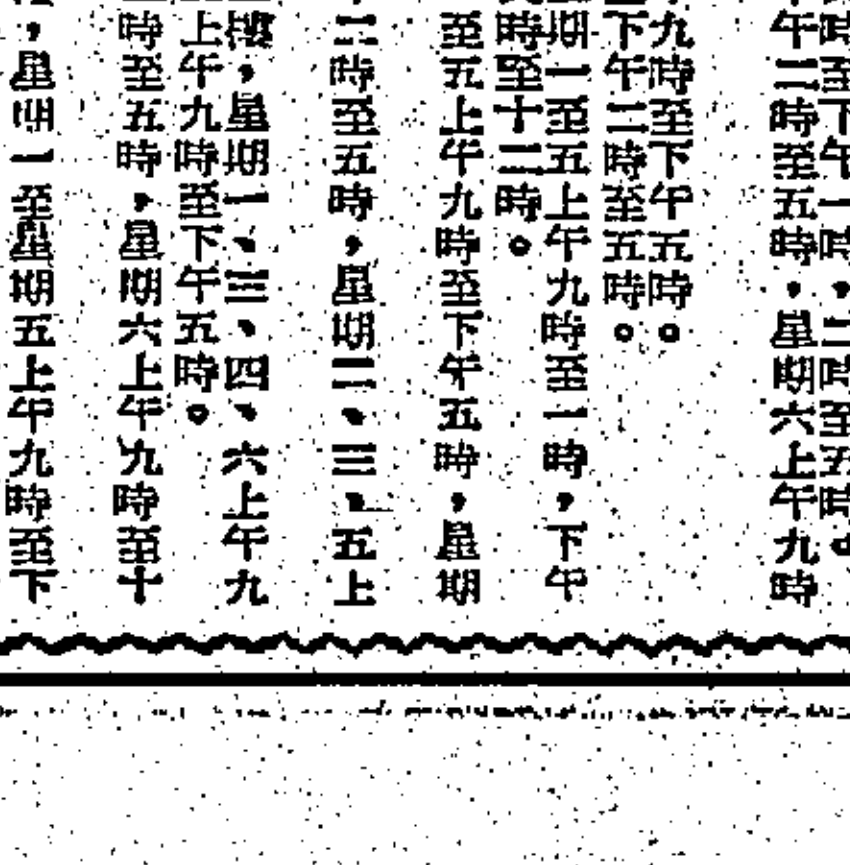 時至下午一時，二時至五時。
午二時至五時，星期六上午九時
九時至下午五時。
下午二時至五時。
期一至五上午九時至一時，下午
時至十二時。
至五上午九時至下午五時，星期
二時至五時，星期二、三、五上
樓，星期一、三、四、六上午九
上午九時至下午五時。
時至五時，星期六上午九時至十
，星期一至星期五上午九時至下